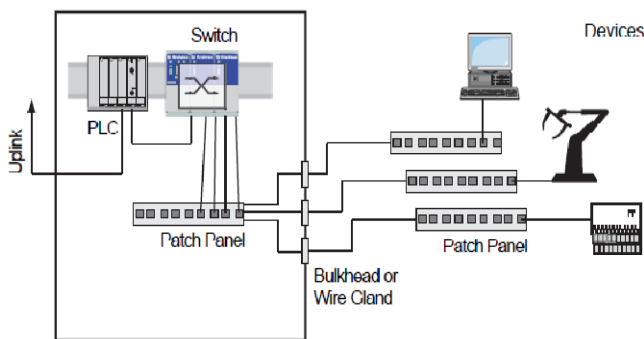 Switch
Devices
PLC
Uplink
Patch Panel
Patch Panel
Bulkhead or
Wire Gland